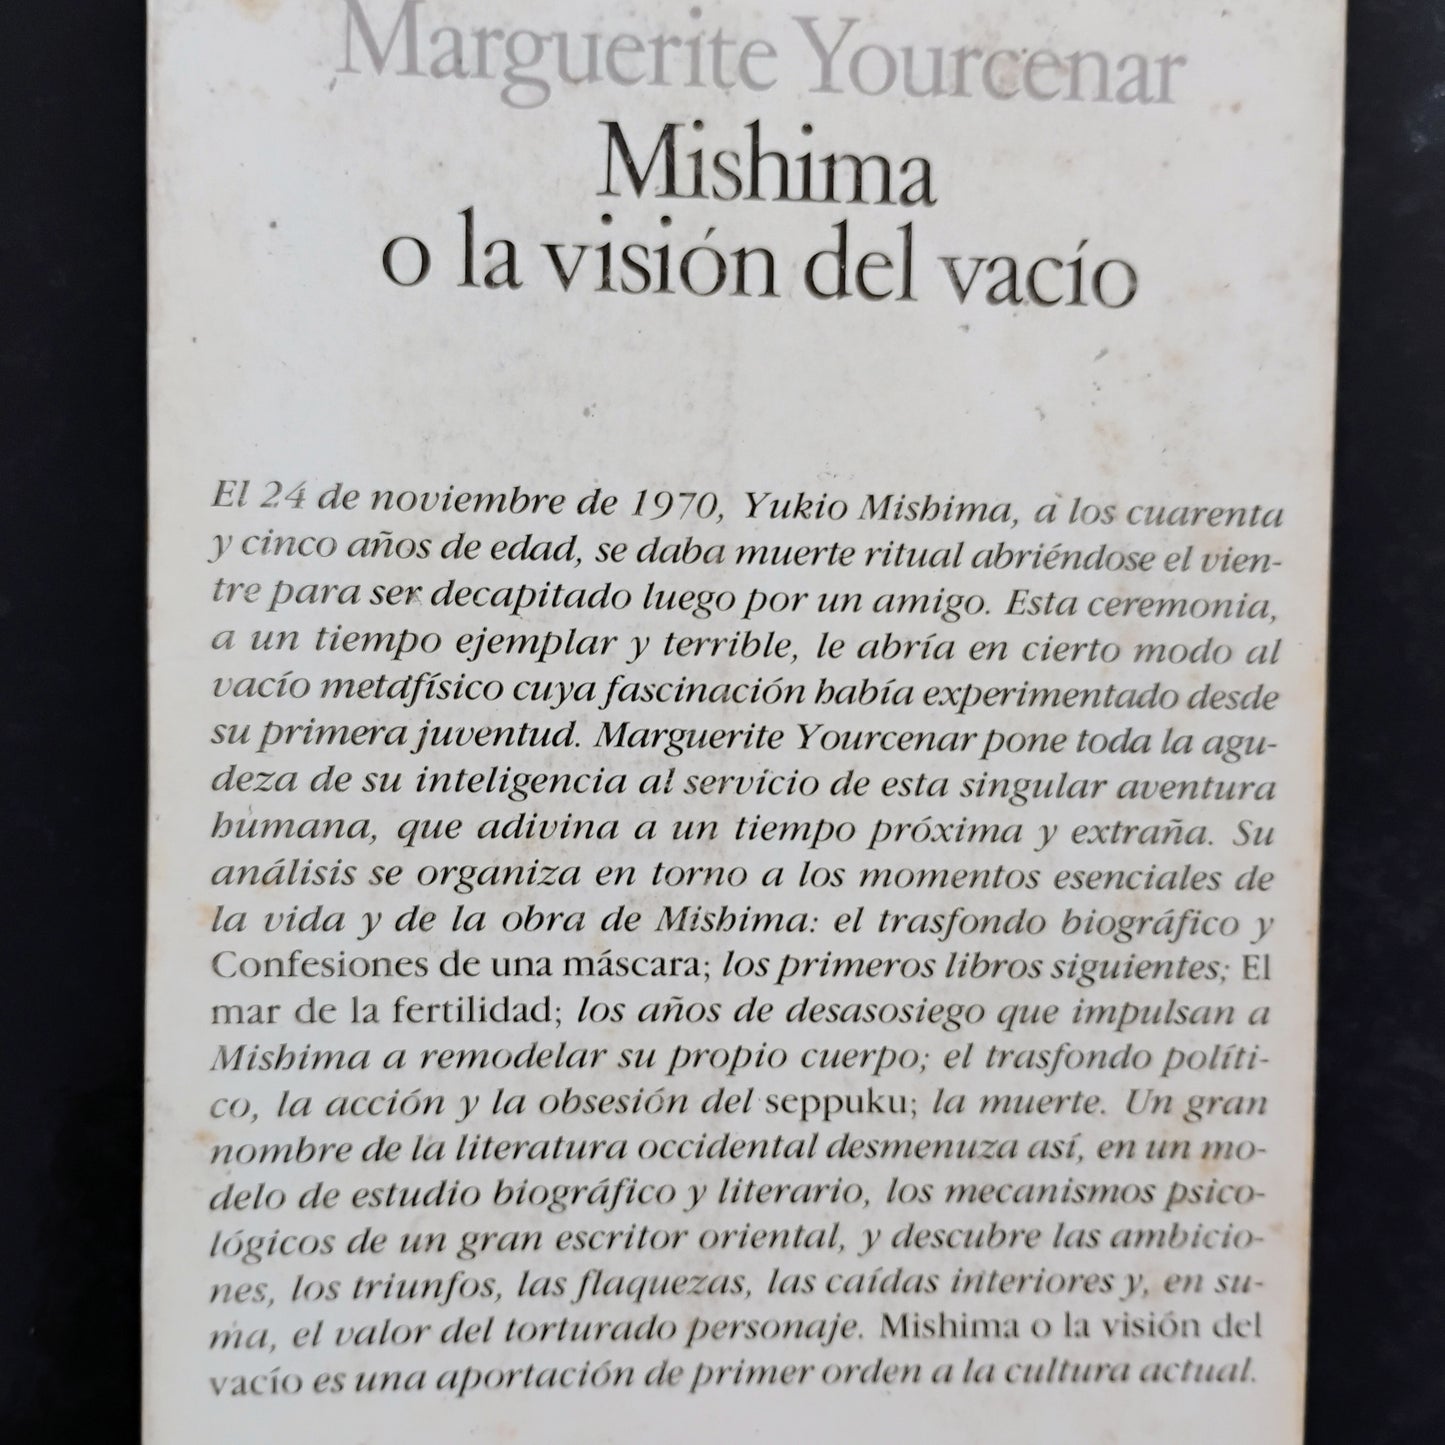 Marguerite Yourcenar
Mishima
o la visión del vacío
El 24 de noviembre de 1970, Yukio Mishima, a los cuarenta
y cinco años de edad, se daba muerte ritual abriéndose el vien-
tre para ser decapitado luego por un amigo. Esta ceremonia,
a un tiempo ejemplar y terrible, le abría en cierto modo al
vacío metafísico cuya fascinación había experimentado desde
su primera juventud. Marguerite Yourcenar pone toda la agu-
deza de su inteligencia al servicio de esta singular aventura
humana, que adivina a un tiempo próxima y extraña. Su
análisis se organiza en torno a los momentos esenciales de
la vida y de la obra de Mishima: el trasfondo biográfico y
Confesiones de una máscara; los primeros libros siguientes; El
mar de la fertilidad; los años de desasosiego que impulsan a
Mishima a remodelar su propio cuerpo; el trasfondo políti-
co, la acción y la obsesión del seppuku; la muerte. Un gran
nombre de la literatura occidental desmenuza así, en un mo-
delo de estudio biográfico y literario, los mecanismos psico-
lógicos de un gran escritor oriental, y descubre las ambicio-
nes, los triunfos, las flaquezas, las caídas interiores y, en su-
ma, el valor del torturado personaje. Mishima o la visión del
vacío es una aportación de primer orden a la cultura actual.